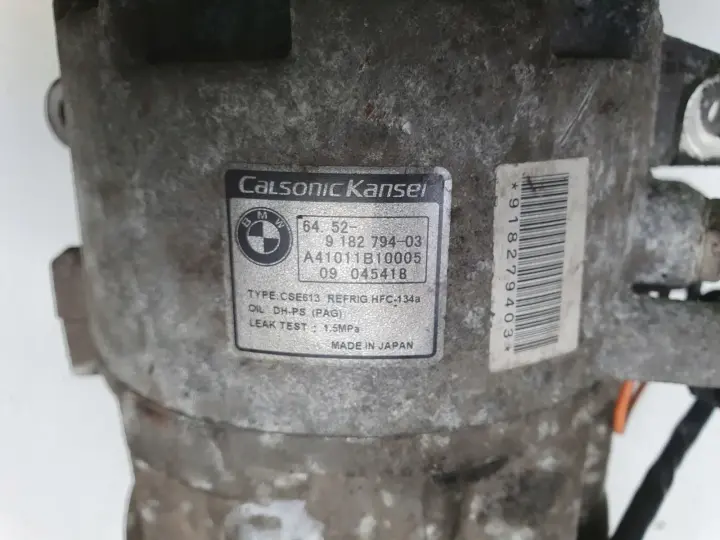 Calsonic Kansei
BMW
64 52-
9 182 794-03
A41011B10005
09 045418
TYPE CSE613 REFRIG HFC-134a
OIL DH-PS (PAG)
LEAK TEST : 1.5MPa
MADE IN JAPAN
*918279403*